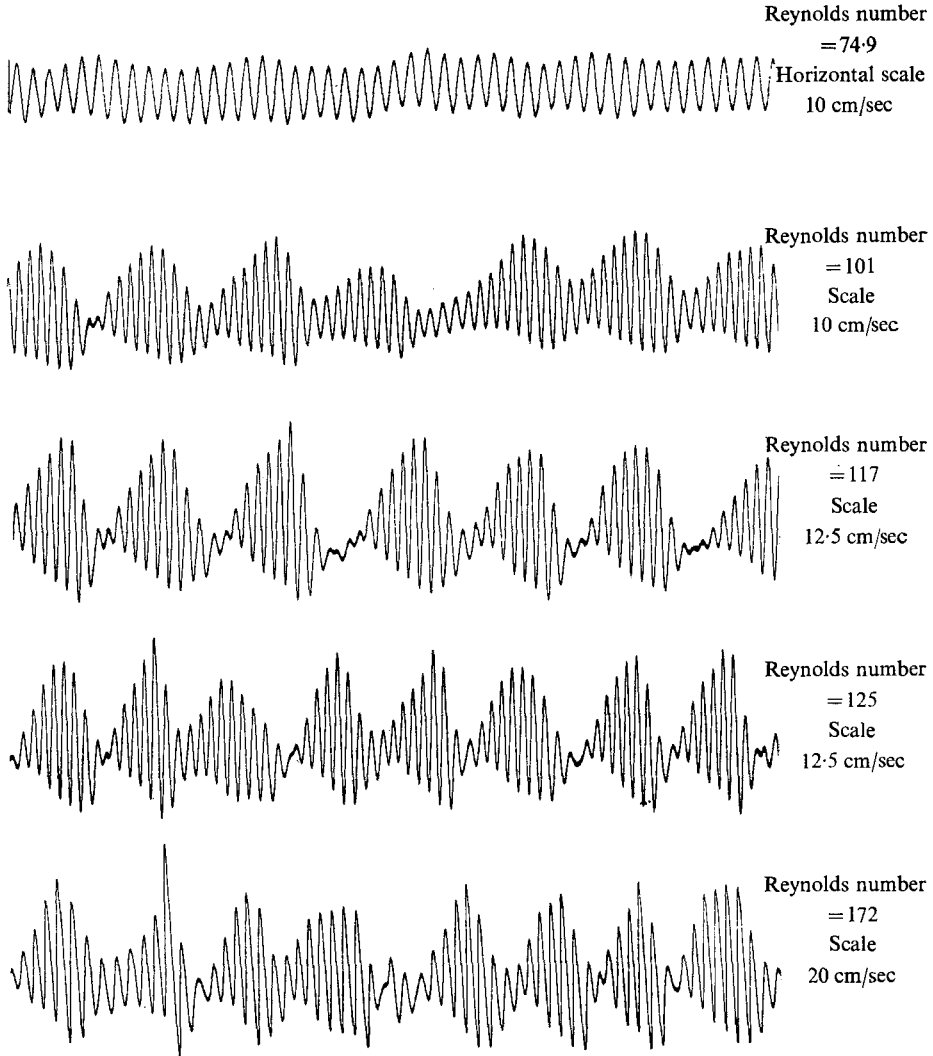 Reynolds number
=74·9
Horizontal scale
10 cm/sec
Reynolds number
=101
Scale
10 cm/sec
Reynolds number
=117
Scale
12·5 cm/sec
Reynolds number
=125
Scale
12·5 cm/sec
Reynolds number
=172
Scale
20 cm/sec